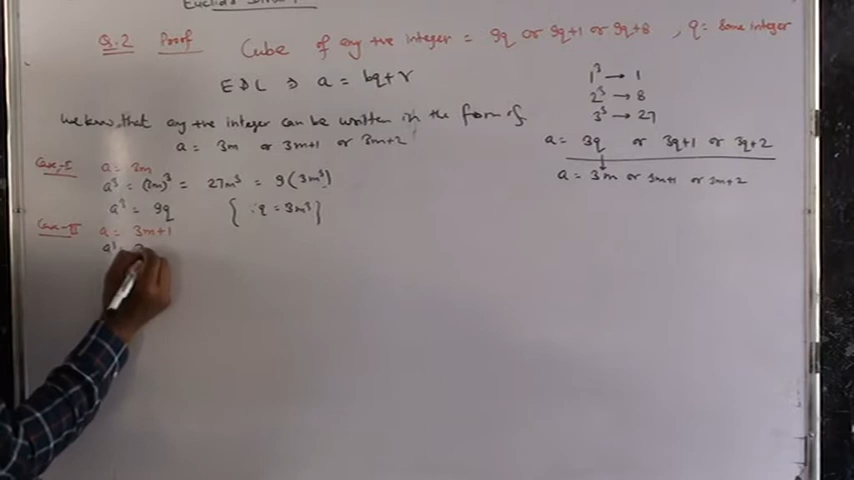 Q.2 Proof Cube of any +ve integer = 9q or 9q+1 or 9q+8 , q = some integer
EDL ⇒ a = bq+r
1³ → 1
2³ → 8
3³ → 27
We know that any +ve integer can be written in the form of
a = 3m or 3m+1 or 3m+2
a = 3q or 3q+1 or 3q+2
a = 3m or 3m+1 or 3m+2
Case-I a = 3m
a³ = (3m)³ = 27m³ = 9(3m³)
a³ = 9q {∵q = 3m³}
Case-II a = 3m+1
a³ =